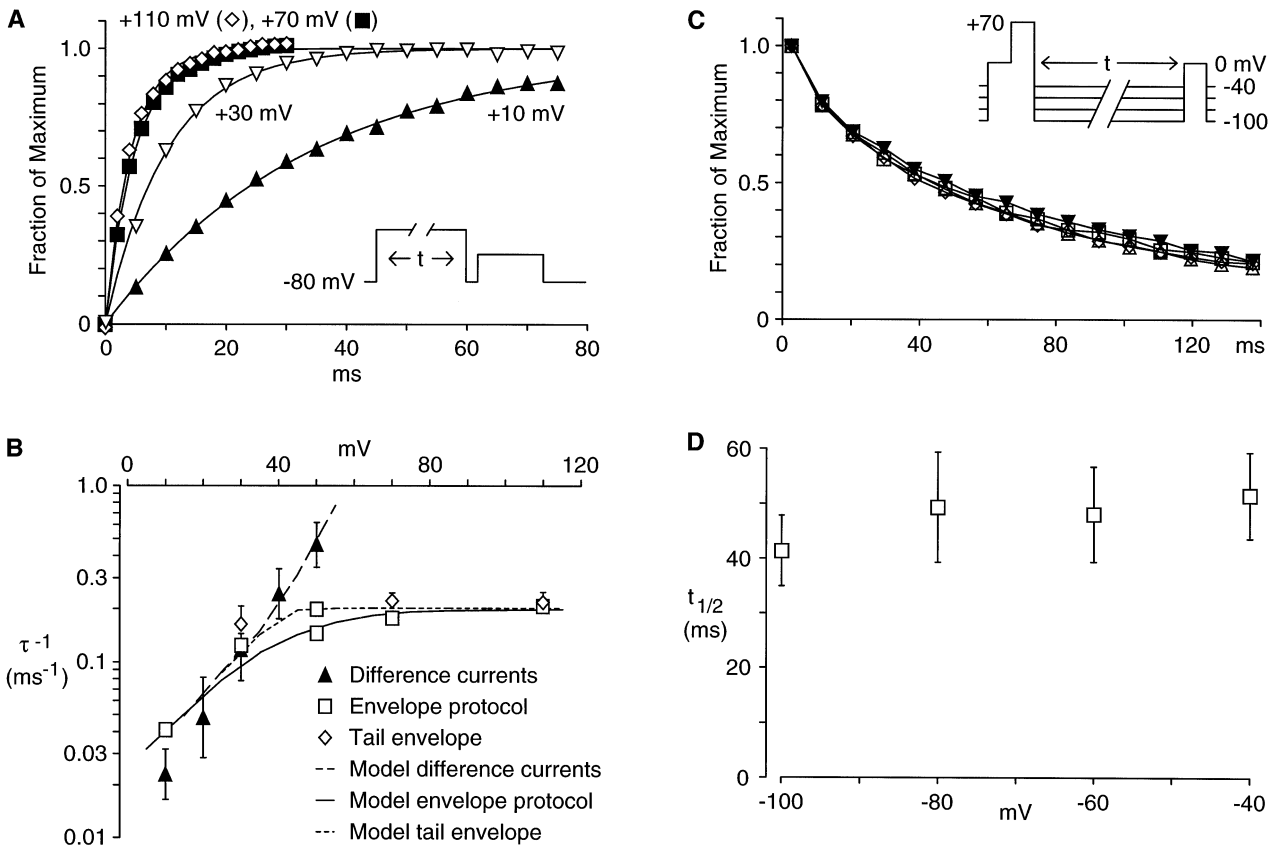 A
+110 mV (◇), +70 mV (■)
1.0
0.5
0
Fraction of Maximum
+30 mV
+10 mV
-80 mV
t
0 20 40 60 80
ms
B
mV
0 40 80 120
1.0
0.3
0.1
0.03
0.01
τ⁻¹
(ms⁻¹)
▲ Difference currents
□ Envelope protocol
◇ Tail envelope
-- Model difference currents
— Model envelope protocol
--- Model tail envelope
C
1.0
0.5
0
Fraction of Maximum
+70
t
0 mV
-40
-100
0 40 80 120 ms
D
60
40
20
0
t₁/₂
(ms)
-100 -80 -60 -40
mV